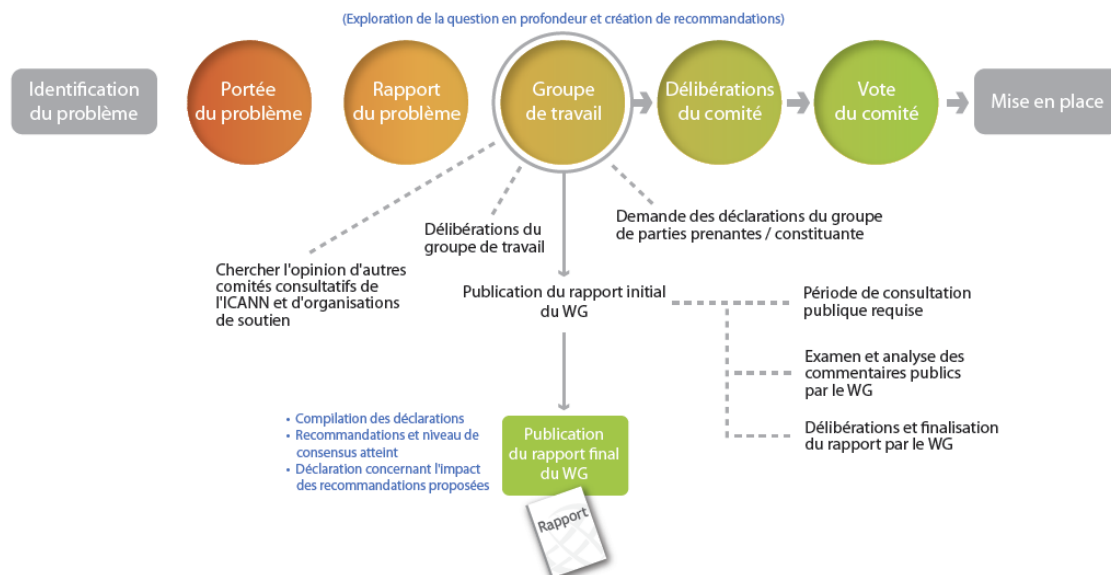 (Exploration de la question en profondeur et création de recommandations)
Identification
du problème
Portée
du problème
Rapport
du problème
Groupe
de travail
Délibérations
du comité
Vote
du comité
Mise en place
Chercher l'opinion d'autres
comités consultatifs de
l'ICANN et d'organisations
de soutien
Délibérations du
groupe de travail
Demande des déclarations du groupe
de parties prenantes / constituante
Publication du rapport initial
du WG
Période de consultation
publique requise
Examen et analyse des
commentaires publics
par le WG
Délibérations et finalisation
du rapport par le WG
• Compilation des déclarations
• Recommandations et niveau de
consensus atteint
• Déclaration concernant l'impact
des recommandations proposées
Publication
du rapport final
du WG
Rapport